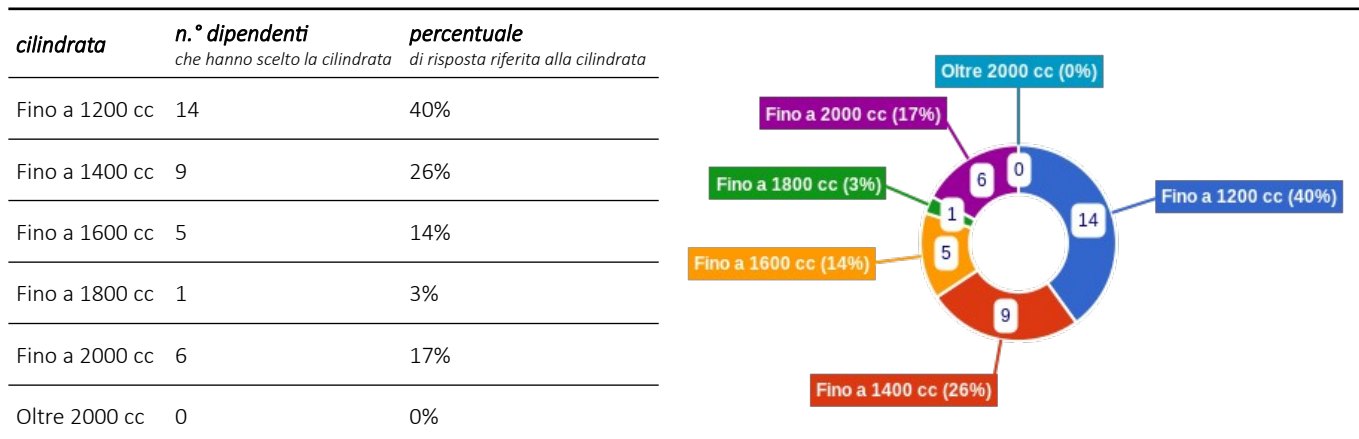 cilindrata n.° dipendenti percentuale
che hanno scelto la cilindrata di risposta riferita alla cilindrata
Fino a 1200 cc 14 40%
Fino a 1400 cc 9 26%
Fino a 1600 cc 5 14%
Fino a 1800 cc 1 3%
Fino a 2000 cc 6 17%
Oltre 2000 cc 0 0%
Oltre 2000 cc (0%)
Fino a 2000 cc (17%)
Fino a 1800 cc (3%)
Fino a 1200 cc (40%)
Fino a 1600 cc (14%)
Fino a 1400 cc (26%)
0
6
1
14
5
9